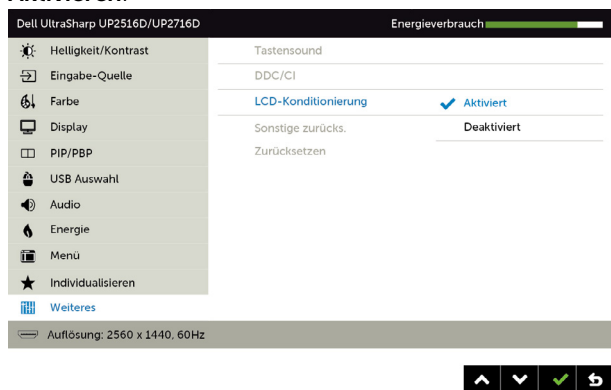 Aktivieren.
Dell UltraSharp UP2516D/UP2716D Energieverbrauch
Helligkeit/Kontrast Tastensound
Eingabe-Quelle DDC/CI
Farbe LCD-Konditionierung Aktiviert
Display Sonstige zurücks. Deaktiviert
PIP/PBP Zurücksetzen
USB Auswahl
Audio
Energie
Menü
Individualisieren
Weiteres
Auflösung: 2560 x 1440, 60Hz